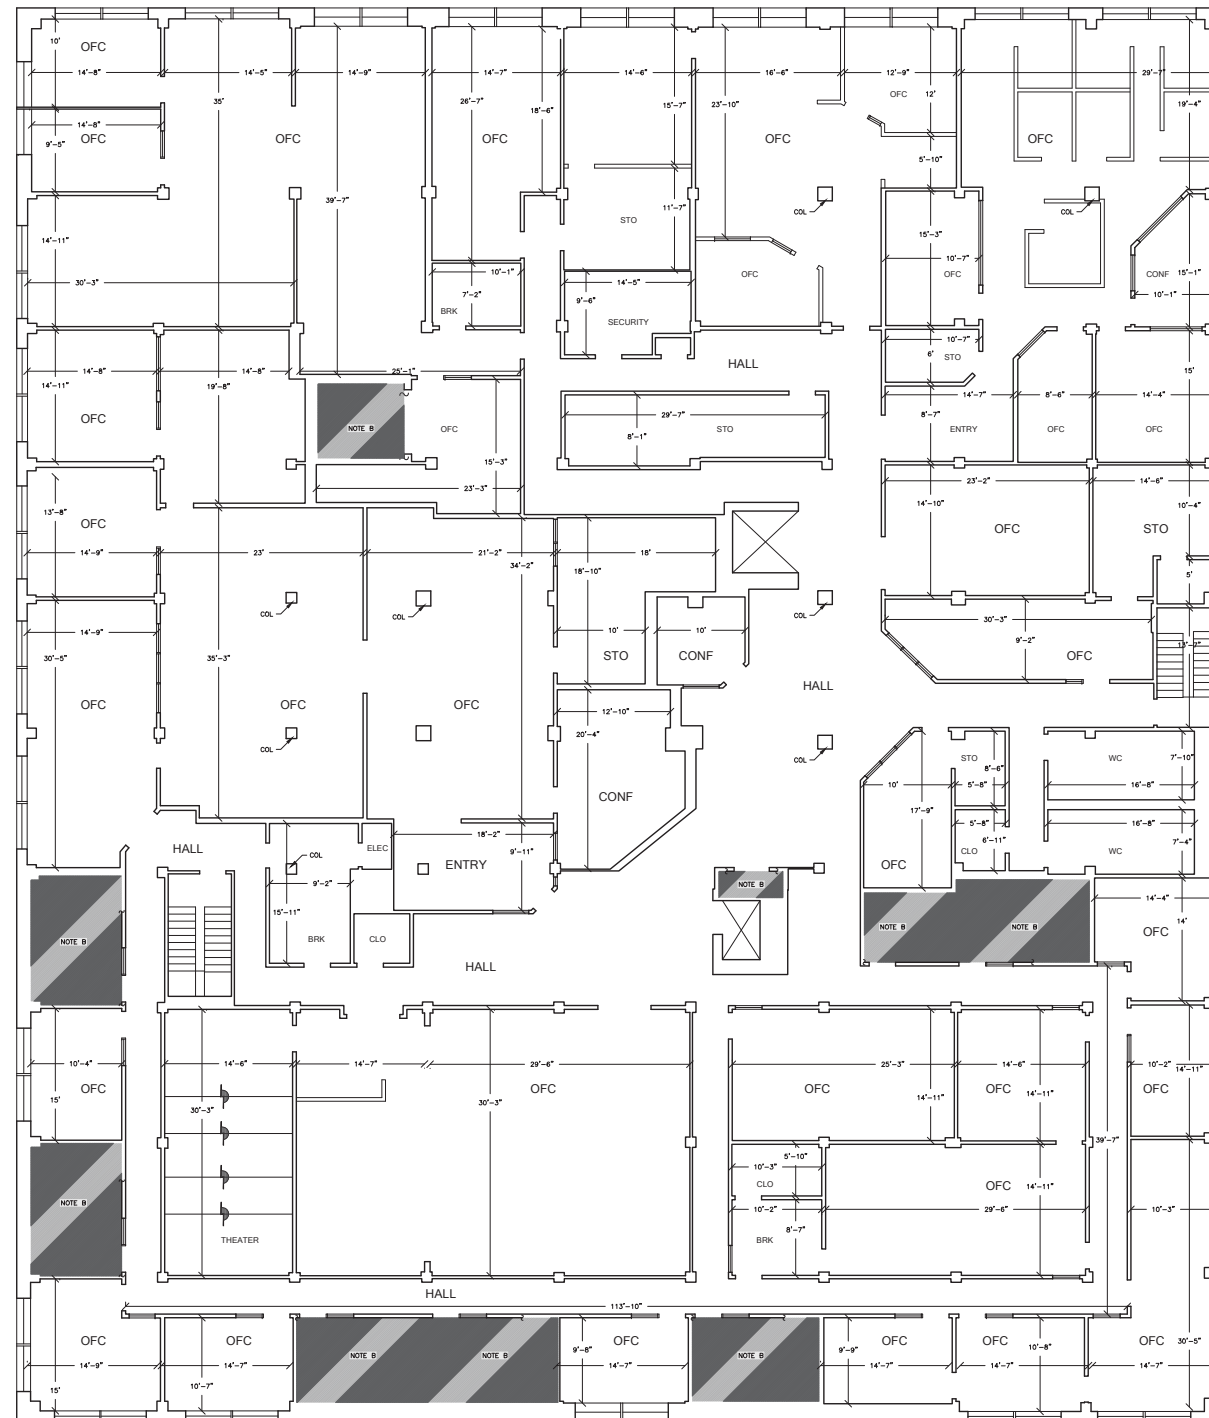 10'
OFC
14'-8"
14'-5"
14'-9"
14'-7"
14'-6"
16'-6"
12'-9"
29'-7"
35'
26'-7"
18'-6"
15'-7"
23'-10"
OFC
12'
19'-4"
14'-8"
9'-5"
OFC
OFC
OFC
OFC
OFC
5'-10"
39'-7"
11'-7"
COL
COL
STO
14'-11"
15'-3"
10'-7"
OFC
OFC
CONF
15'-1"
10'-1"
30'-3"
10'-1"
7'-2"
BRK
14'-5"
9'-6"
SECURITY
10'-7"
6'
STO
HALL
14'-8"
14'-8"
25'-1"
14'-11"
19'-8"
15'
OFC
NOTE B
OFC
29'-7"
8'-1"
STO
14'-7"
8'-6"
14'-4"
8'-7"
ENTRY
OFC
OFC
15'-3"
23'-3"
23'-2"
14'-6"
14'-10"
10'-4"
13'-8"
OFC
OFC
STO
14'-9"
23'
21'-2"
18'
34'-2"
18'-10"
5'
COL
COL
COL
30'-3"
9'-2"
14'-9"
10'
10'
13'-7"
30'-5"
35'-3"
STO
CONF
OFC
HALL
OFC
OFC
OFC
12'-10"
20'-4"
COL
COL
STO
8'-6"
5'-8"
WC
7'-10"
16'-8"
10'
17'-9"
CONF
5'-8"
6'-11"
CLO
16'-8"
7'-4"
WC
18'-2"
9'-11"
HALL
COL
ELEC
ENTRY
OFC
9'-2"
NOTE B
14'-4"
14'
15'-11"
NOTE B
NOTE B
NOTE B
OFC
BRK
CLO
HALL
10'-4"
14'-6"
14'-7"
29'-6"
25'-3"
14'-6"
10'-2"
14'-11"
OFC
OFC
OFC
OFC
OFC
15'
30'-3"
30'-3"
14'-11"
14'-11"
39'-7"
5'-10"
10'-3"
CLO
14'-11"
OFC
NOTE B
10'-2"
29'-6"
10'-3"
8'-7"
THEATER
BRK
HALL
113'-10"
OFC
OFC
OFC
OFC
OFC
OFC
30'-5"
NOTE B
NOTE B
9'-8"
NOTE B
9'-9"
10'-8"
14'-9"
14'-7"
14'-7"
14'-7"
14'-7"
14'-7"
15'
10'-7"